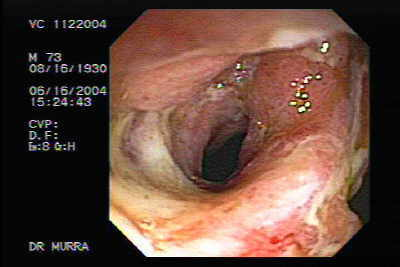 VC 1122004
M 73
08/16/1930
06/16/2004
15:24:43
CVP:
D.F:
DR MURRA